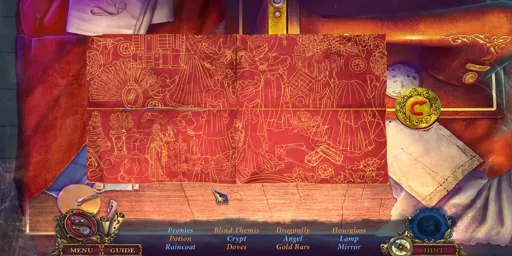 Peonies Blind Themis Dragonfly Hourglass
Potion Crypt Angel Lamp
Raincoat Doves Gold Bars Mirror
MENU GUIDE HINT